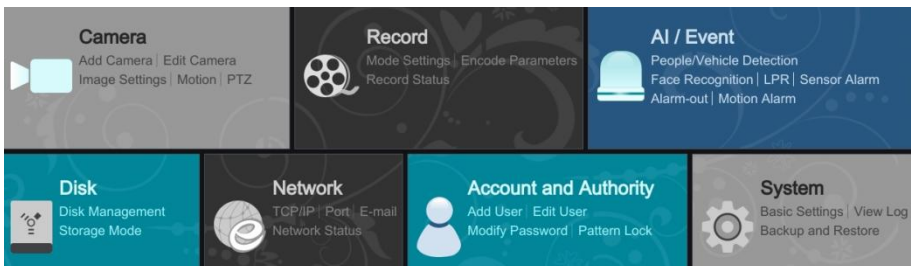 Camera
Add Camera | Edit Camera
Image Settings | Motion | PTZ
Record
Mode Settings | Encode Parameters
Record Status
AI / Event
People/Vehicle Detection
Face Recognition | LPR | Sensor Alarm
Alarm-out | Motion Alarm
Disk
Disk Management
Storage Mode
Network
TCP/IP | Port | E-mail
Network Status
Account and Authority
Add User | Edit User
Modify Password | Pattern Lock
System
Basic Settings | View Log
Backup and Restore